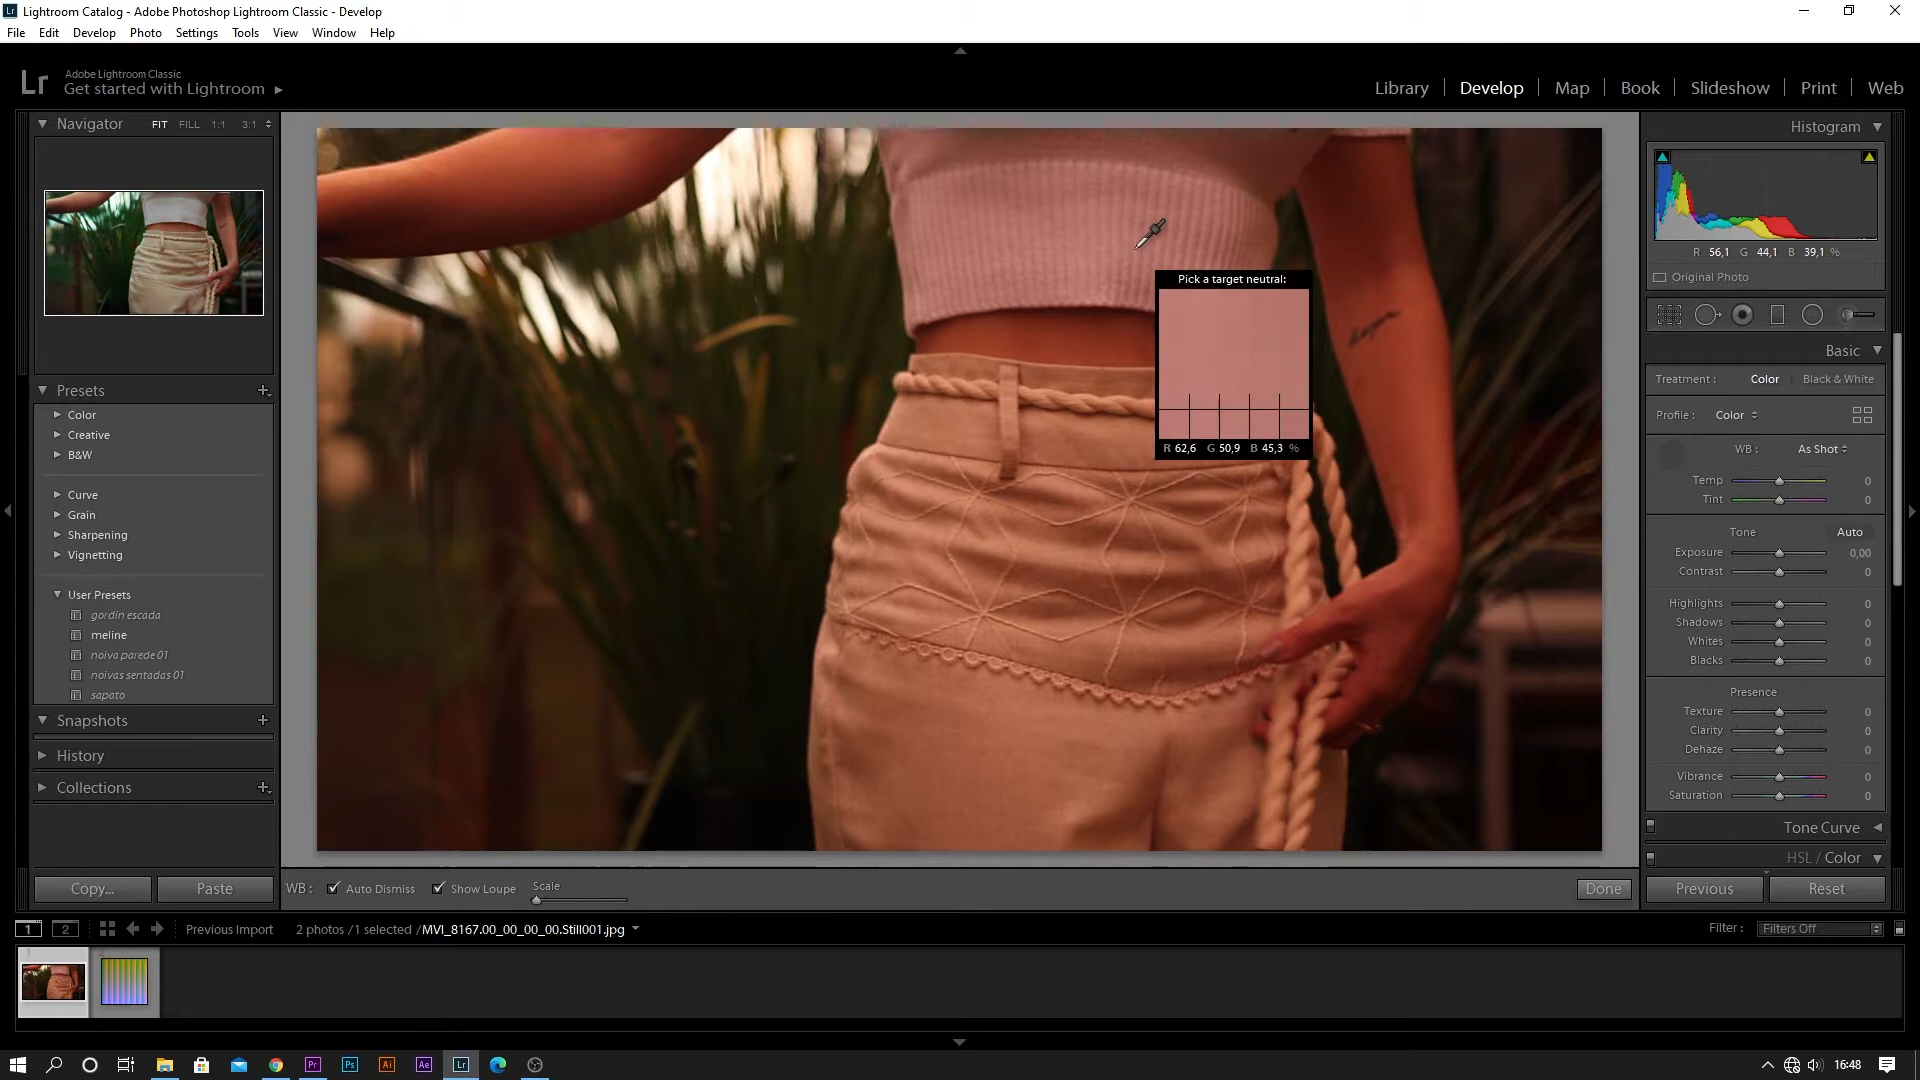 Lr Lightroom Catalog - Adobe Photoshop Lightroom Classic - Develop
File Edit Develop Photo Settings Tools View Window Help
Lr Adobe Lightroom Classic
Get started with Lightroom
Library Develop Map Book Slideshow Print Web
Navigator FIT FILL 1:1 3:1
Presets
Color
Creative
B&W
Curve
Grain
Sharpening
Vignetting
User Presets
gordin escada
meline
noiva parede 01
noivas sentadas 01
sapato
Snapshots
History
Collections
Copy... Paste
Pick a target neutral:
R 62,6 G 50,9 B 45,3 %
WB: Auto Dismiss Show Loupe Scale Done
Histogram
R 56,1 G 44,1 B 39,1 %
Original Photo
Basic
Treatment : Color Black & White
Profile : Color
WB: As Shot
Temp 0
Tint 0
Tone Auto
Exposure 0,00
Contrast 0
Highlights 0
Shadows 0
Whites 0
Blacks 0
Presence
Texture 0
Clarity 0
Dehaze 0
Vibrance 0
Saturation 0
Tone Curve
HSL / Color
Previous Reset
1 2 Previous Import 2 photos /1 selected /MVI_8167.00_00_00_00.Still001.jpg Filter : Filters Off
Pr Ps Ai Ae Lr 16:48